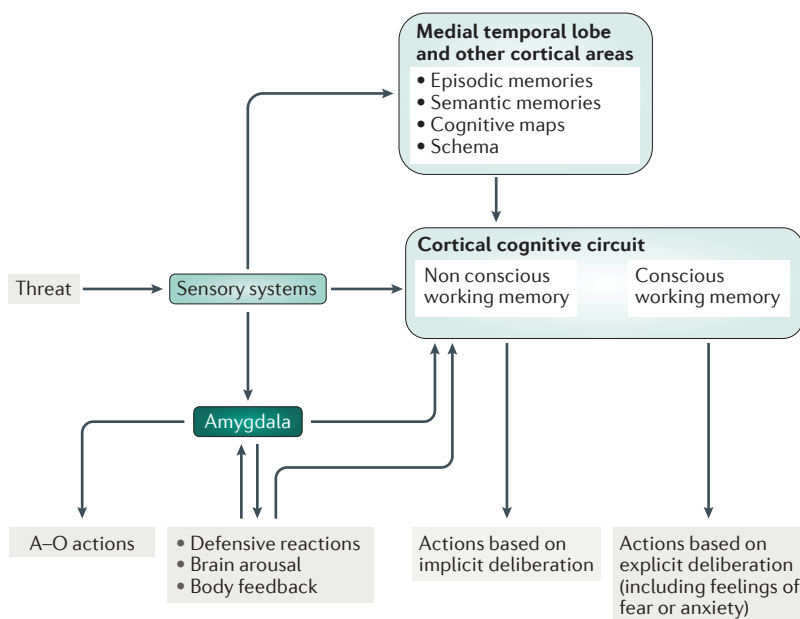 Medial temporal lobe
and other cortical areas
• Episodic memories
• Semantic memories
• Cognitive maps
• Schema
Cortical cognitive circuit
Non conscious
working memory
Conscious
working memory
Threat
Sensory systems
Amygdala
A–O actions
• Defensive reactions
• Brain arousal
• Body feedback
Actions based on
implicit deliberation
Actions based on
explicit deliberation
(including feelings of
fear or anxiety)